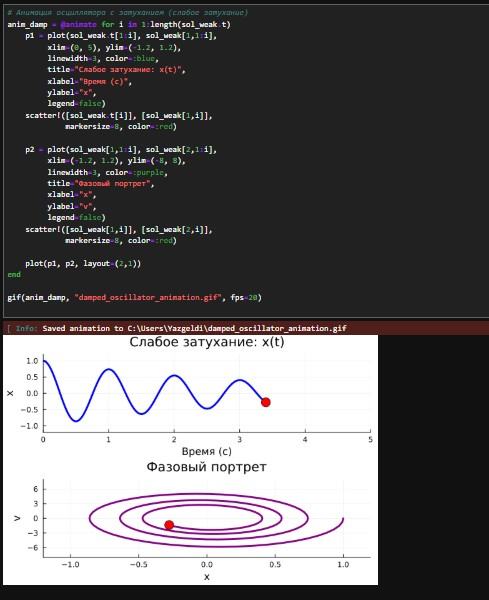 # Анимация осциллятора с затуханием (слабое затухание)
anim_damp = @animate for i in 1:length(sol_weak.t)
    p1 = plot(sol_weak.t[1:i], sol_weak[1,1:i],
        xlim=(0, 5), ylim=(-1.2, 1.2),
        linewidth=3, color=:blue,
        title="Слабое затухание: x(t)",
        xlabel="Время (с)",
        ylabel="x",
        legend=false)
    scatter!([sol_weak.t[i]], [sol_weak[1,i]],
        markersize=8, color=:red)
    p2 = plot(sol_weak[1,1:i], sol_weak[2,1:i],
        xlim=(-1.2, 1.2), ylim=(-8, 8),
        linewidth=3, color=:purple,
        title="Фазовый портрет",
        xlabel="x",
        ylabel="v",
        legend=false)
    scatter!([sol_weak[1,i]], [sol_weak[2,i]],
        markersize=8, color=:red)
    plot(p1, p2, layout=(2,1))
end
gif(anim_damp, "damped_oscillator_animation.gif", fps=20)
[ Info: Saved animation to C:\Users\Yazgeldi\damped_oscillator_animation.gif
Слабое затухание: x(t)
1.0
0.5
0.0
−0.5
−1.0
x
0 1 2 3 4 5
Время (с)
Фазовый портрет
6
3
0
−3
−6
v
−1.0 −0.5 0.0 0.5 1.0
x